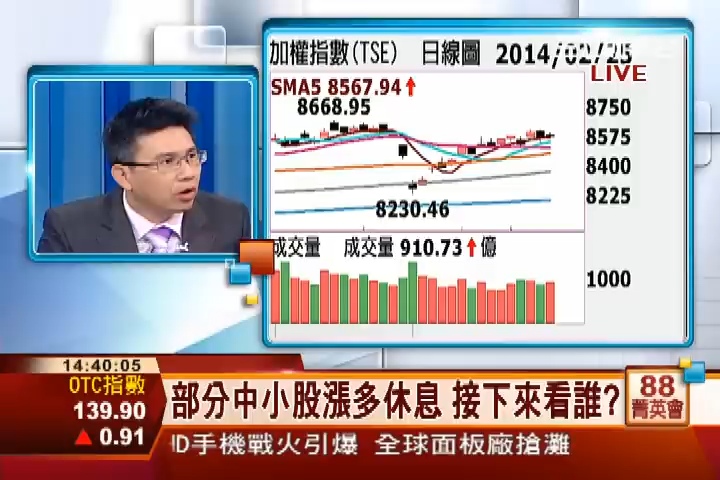 加權指數(TSE) 日線圖 2014/02/25
LIVE
SMA5 8567.94
8668.95
8750
8575
8400
8225
8230.46
成交量 成交量 910.73 億
1000
14:40:05
OTC指數
139.90
0.91
部分中小股漲多休息 接下來看誰?
88
菁英會
HD手機戰火引爆 全球面板廠搶灘